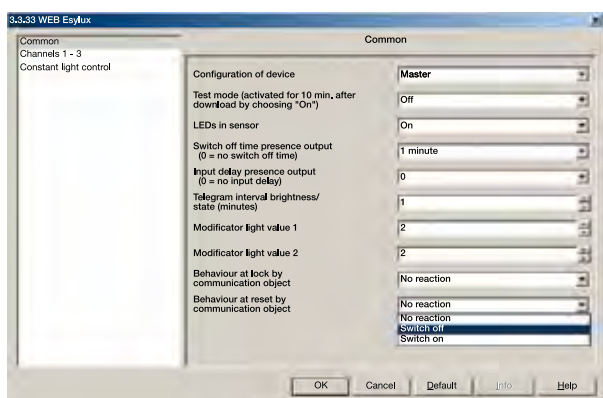 3.3.33 WEB Esylux
Common
Channels 1 - 3
Constant light control
Common
Configuration of device
Master
Test mode (activated for 10 min. after
download by choosing "On")
Off
LEDs in sensor
On
Switch off time presence output
(0 = no switch off time)
1 minute
Input delay presence output
(0 = no input delay)
0
Telegram interval brightness/
state (minutes)
1
Modificator light value 1
2
Modificator light value 2
2
Behaviour at lock by
communication object
No reaction
Behaviour at reset by
communication object
No reaction
No reaction
Switch off
Switch on
OK
Cancel
Default
Info
Help